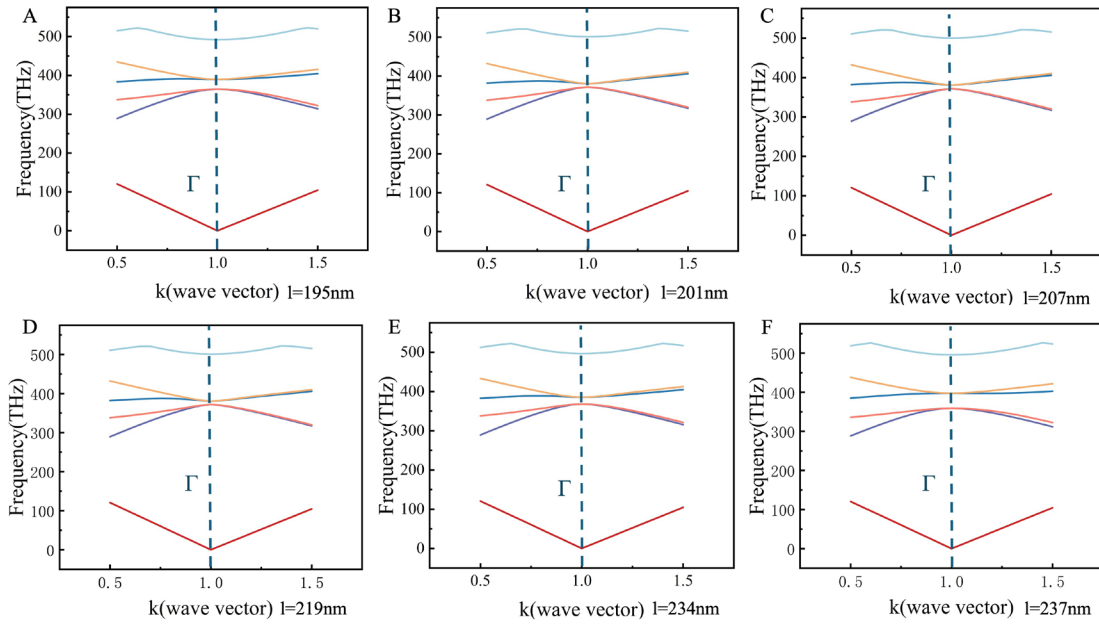 A
Frequency(THz)
500
400
300
200
100
0
Γ
0.5
1.0
1.5
k(wave vector) l=195nm
B
Frequency(THz)
500
400
300
200
100
0
Γ
0.5
1.0
1.5
k(wave vector) l=201nm
C
Frequency(THz)
500
400
300
200
100
0
Γ
0.5
1.0
1.5
k(wave vector) l=207nm
D
Frequency(THz)
500
400
300
200
100
0
Γ
0.5
1.0
1.5
k(wave vector) l=219nm
E
Frequency(THz)
500
400
300
200
100
0
Γ
0.5
1.0
1.5
k(wave vector) l=234nm
F
Frequency(THz)
500
400
300
200
100
0
Γ
0.5
1.0
1.5
k(wave vector) l=237nm